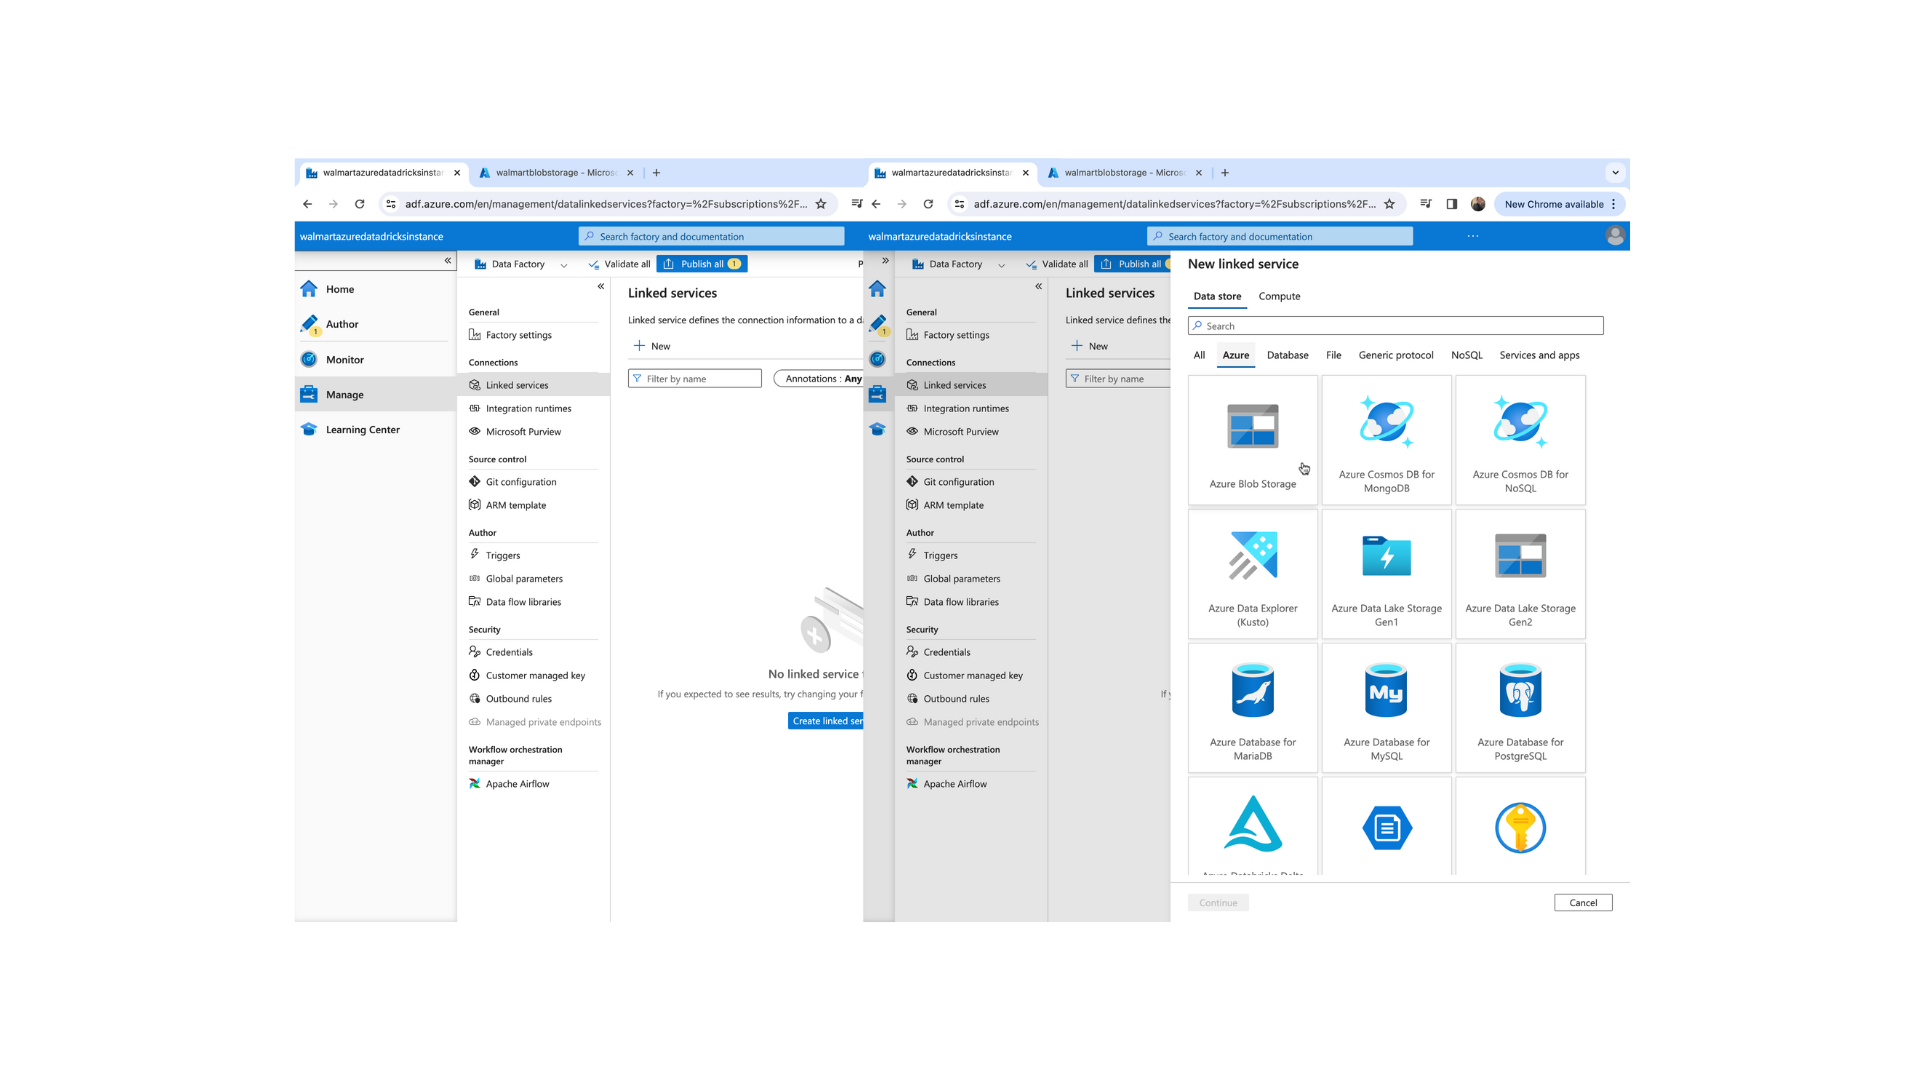 walmartazuredatadricksinstar
walmartblobstorage - Micros
adf.azure.com/en/management/datalinkedservices?factory=%2Fsubscriptions%2F...
walmartazuredatadricksinstance
Search factory and documentation
Home
Author
1
Monitor
Manage
Learning Center
Data Factory
Validate all
Publish all 1
P
General
Factory settings
Connections
Linked services
Integration runtimes
Microsoft Purview
Source control
Git configuration
ARM template
Author
Triggers
Global parameters
Data flow libraries
Security
Credentials
Customer managed key
Outbound rules
Managed private endpoints
Workflow orchestration
manager
Apache Airflow
Linked services
Linked service defines the connection information to a da
New
Filter by name
Annotations : Any
No linked service
If you expected to see results, try changing your f
Create linked ser
walmartazuredatadricksinstar
walmartblobstorage - Micros
adf.azure.com/en/management/datalinkedservices?factory=%2Fsubscriptions%2F...
New Chrome available
walmartazuredatadricksinstance
Search factory and documentation
...
1
Data Factory
Validate all
Publish all
General
Factory settings
Connections
Linked services
Integration runtimes
Microsoft Purview
Source control
Git configuration
ARM template
Author
Triggers
Global parameters
Data flow libraries
Security
Credentials
Customer managed key
Outbound rules
Managed private endpoints
Workflow orchestration
manager
Apache Airflow
Linked services
Linked service defines the
New
Filter by name
If
New linked service
Data store
Compute
Search
All
Azure
Database
File
Generic protocol
NoSQL
Services and apps
Azure Blob Storage
Azure Cosmos DB for
MongoDB
Azure Cosmos DB for
NoSQL
Azure Data Explorer
(Kusto)
Azure Data Lake Storage
Gen1
Azure Data Lake Storage
Gen2
My
Azure Database for
MariaDB
Azure Database for
MySQL
Azure Database for
PostgreSQL
Azure Databricks Delta
Continue
Cancel